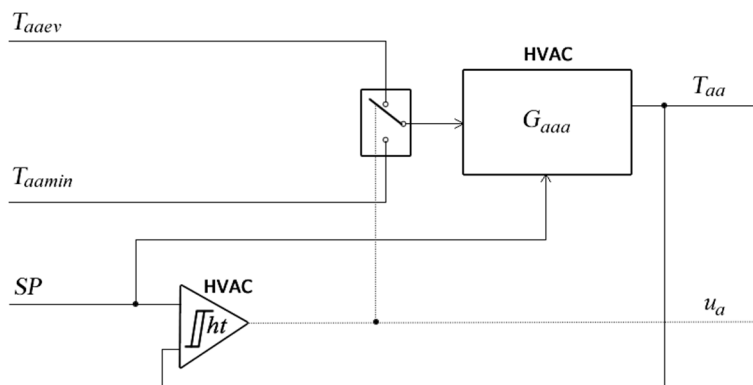 T_aaev
HVAC
T_aa
G_aaa
T_aamin
SP
HVAC
ht
u_a